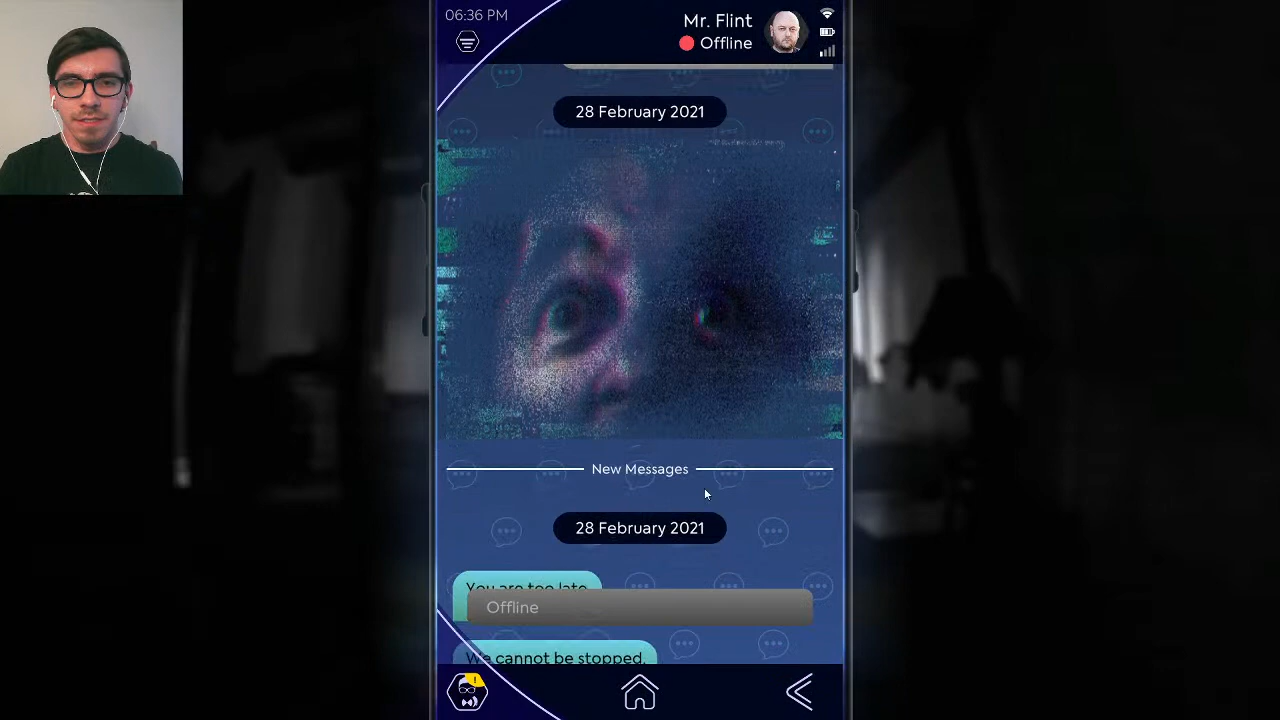 06:36 PM
Mr. Flint
Offline
28 February 2021
New Messages
28 February 2021
You are too late
Offline
We cannot be stopped.